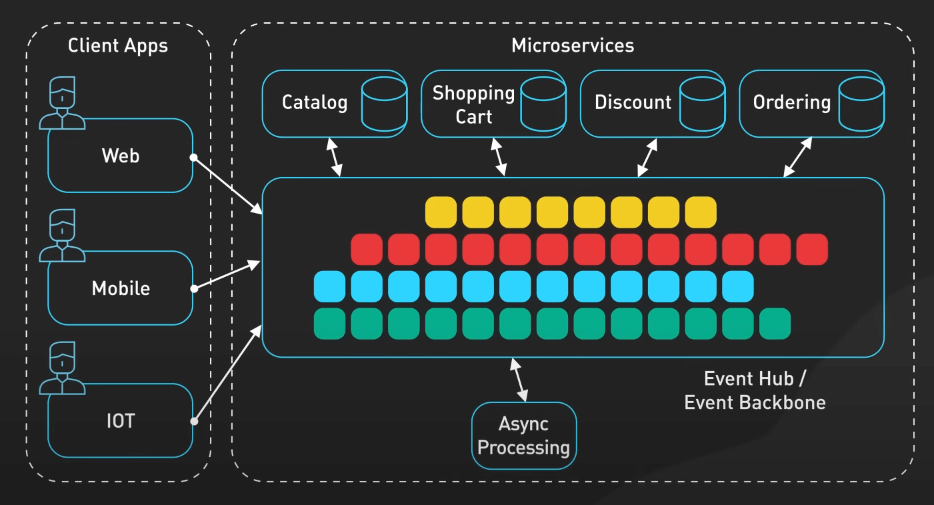 Client Apps
Microservices
Catalog
Shopping
Cart
Discount
Ordering
Web
Mobile
IOT
Event Hub /
Event Backbone
Async
Processing